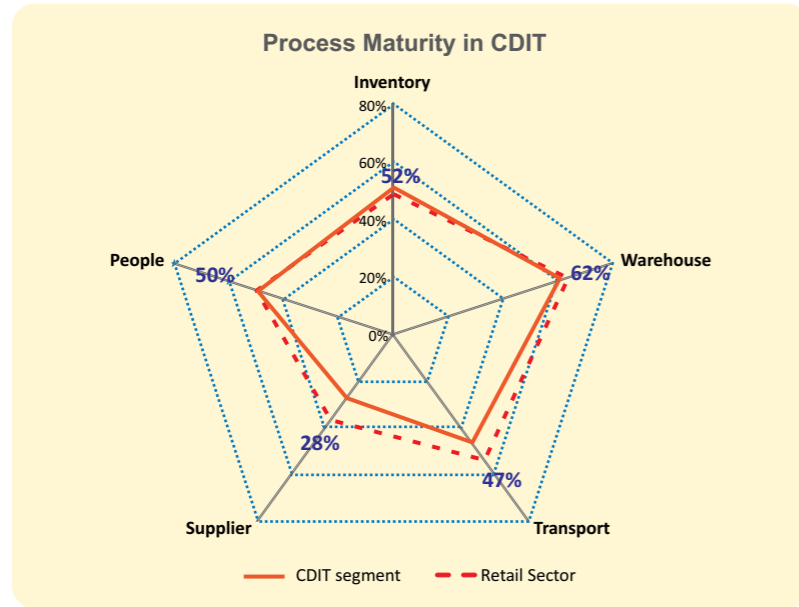 Process Maturity in CDIT
Inventory
80%
60%
52%
40%
20%
0%
People
50%
Warehouse
62%
28%
47%
Supplier
Transport
CDIT segment
Retail Sector